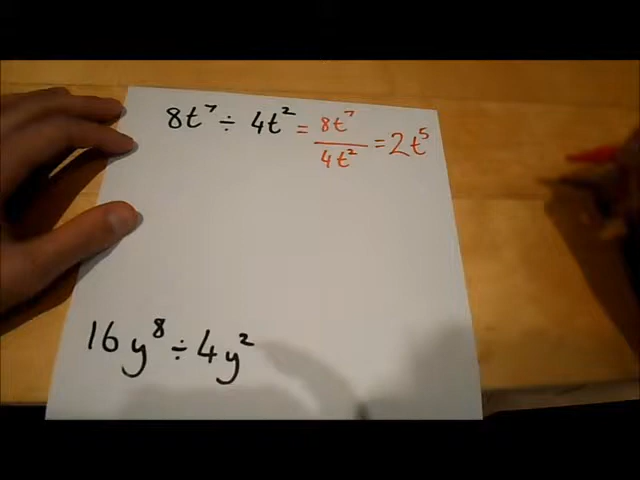 8t⁷ ÷ 4t² = 8t⁷/4t² = 2t⁵
16y⁸ ÷ 4y²